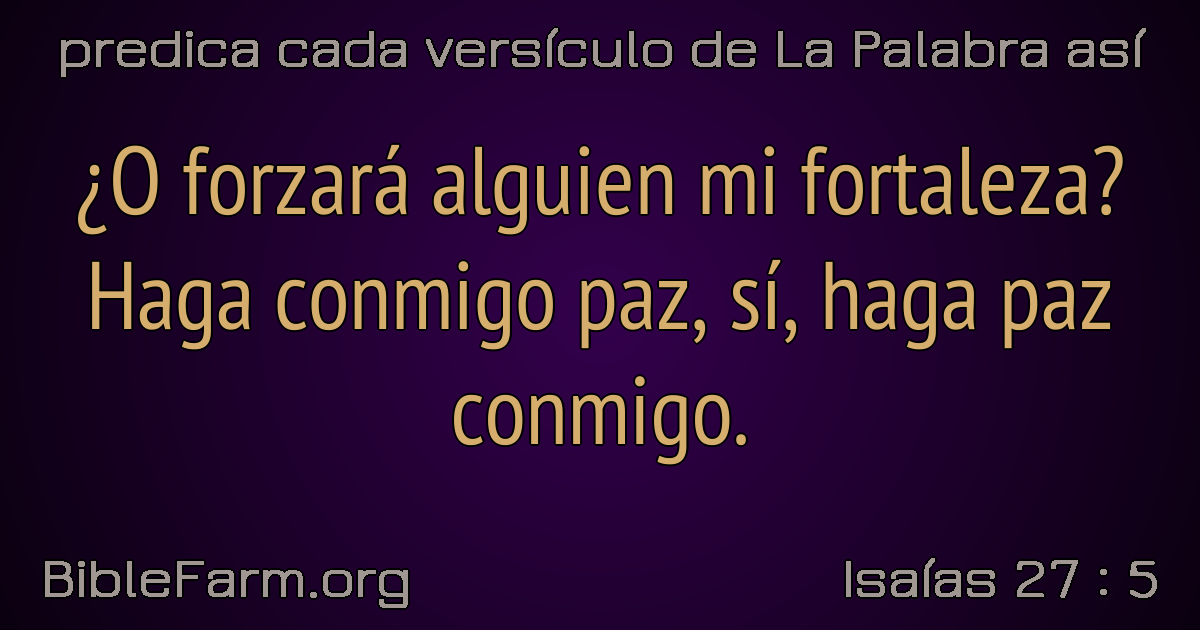 predica cada versículo de La Palabra así
¿O forzará alguien mi fortaleza?
Haga conmigo paz, sí, haga paz
conmigo.
BibleFarm.org
Isaías 27 : 5